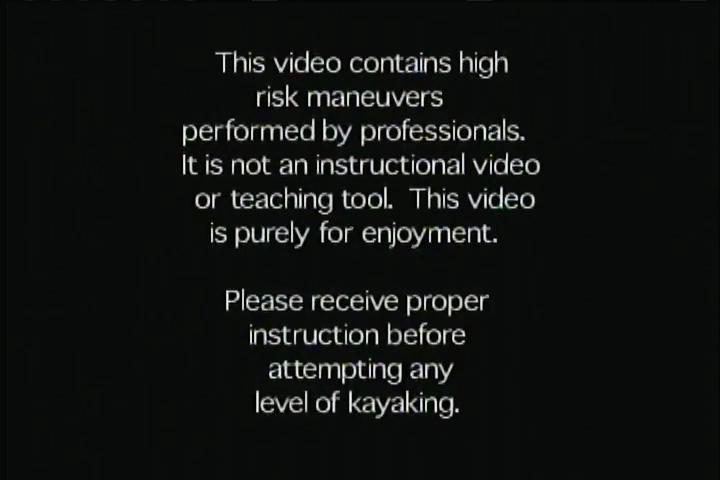 This video contains high
risk maneuvers
performed by professionals.
It is not an instructional video
or teaching tool.  This video
is purely for enjoyment.
Please receive proper
instruction before
attempting any
level of kayaking.